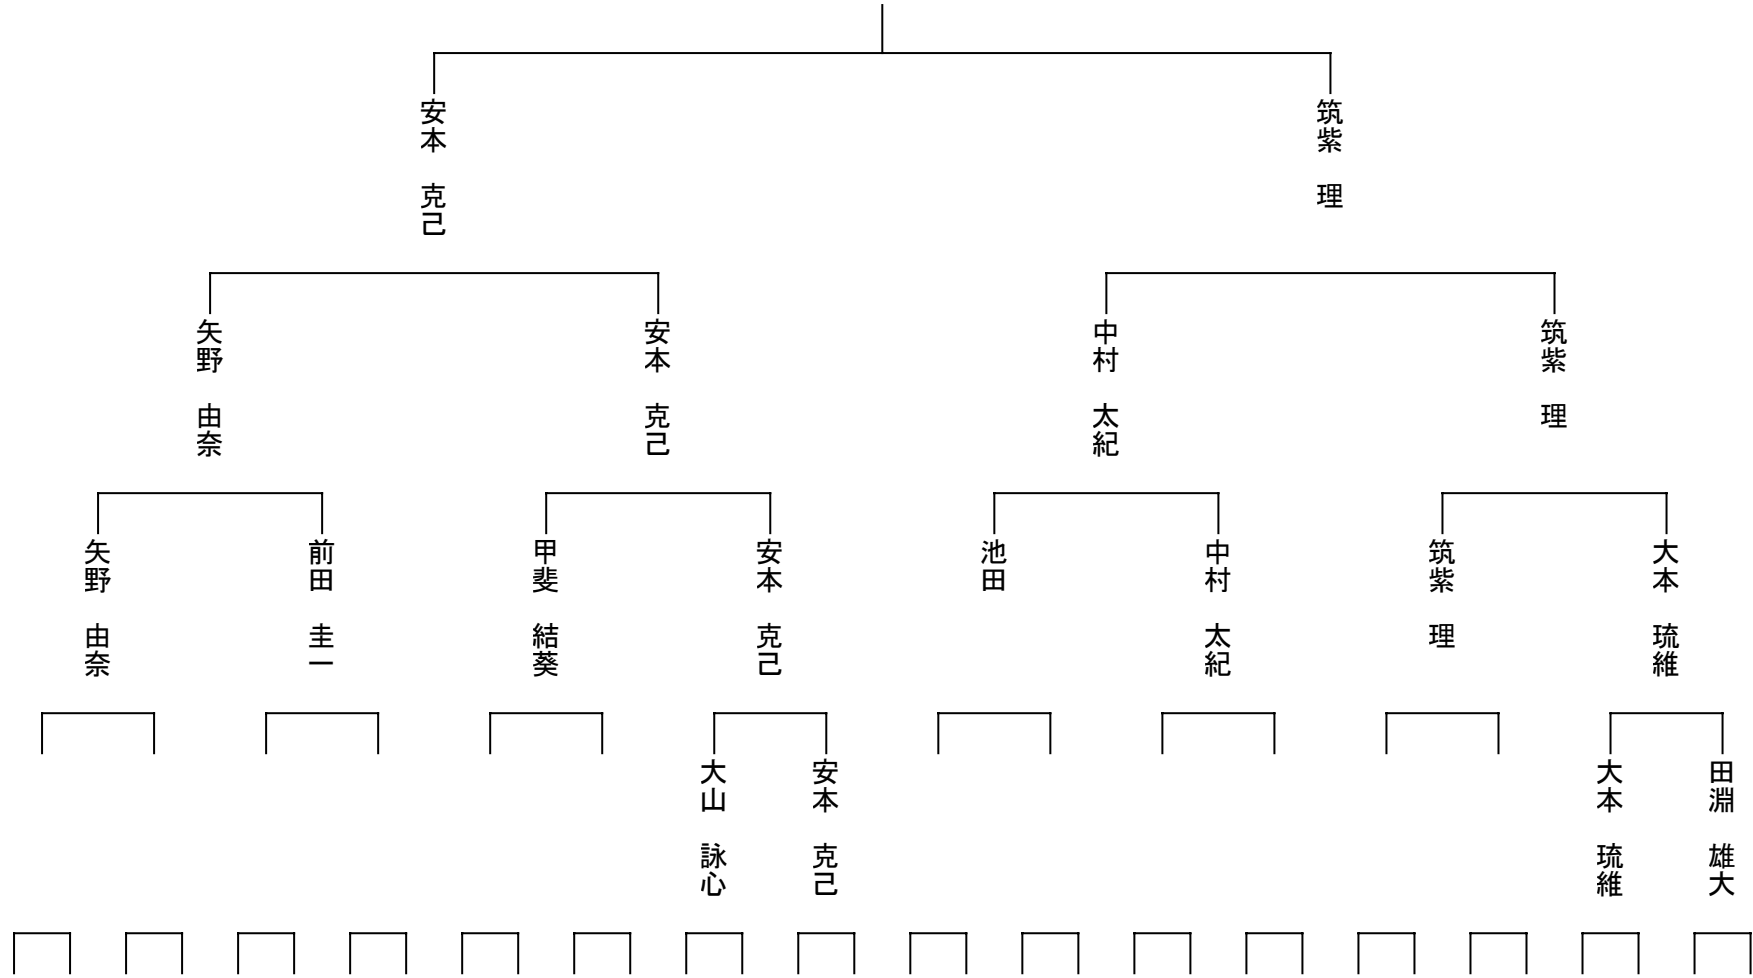 安本 克己
筑紫 理
矢野 由奈
安本 克己
中村 太紀
筑紫 理
矢野 由奈
前田 圭一
甲斐 結葵
安本 克己
池田
中村 太紀
筑紫 理
大本 琉維
大山 詠心
安本 克己
大本 琉維
田淵 雄大